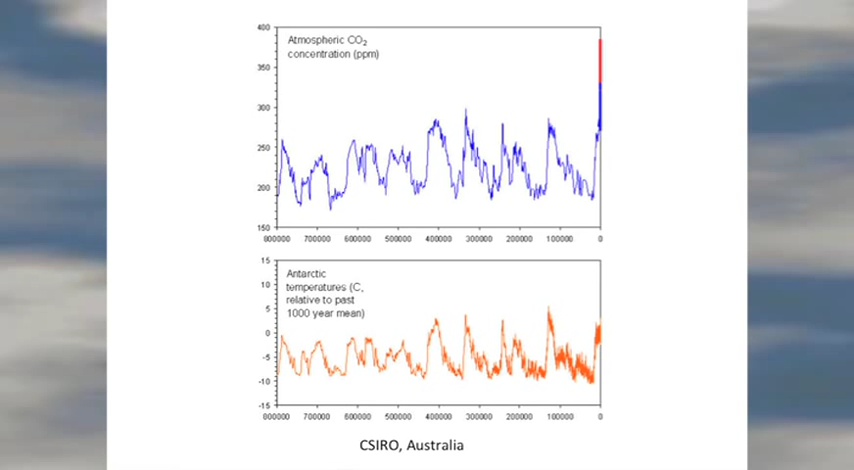 400
Atmospheric CO₂
concentration (ppm)
350
300
250
200
150
800000 700000 600000 500000 400000 300000 200000 100000 0
15
Antarctic
temperatures (C,
relative to past
1000 year mean)
10
5
0
-5
-10
-15
800000 700000 600000 500000 400000 300000 200000 100000 0
CSIRO, Australia